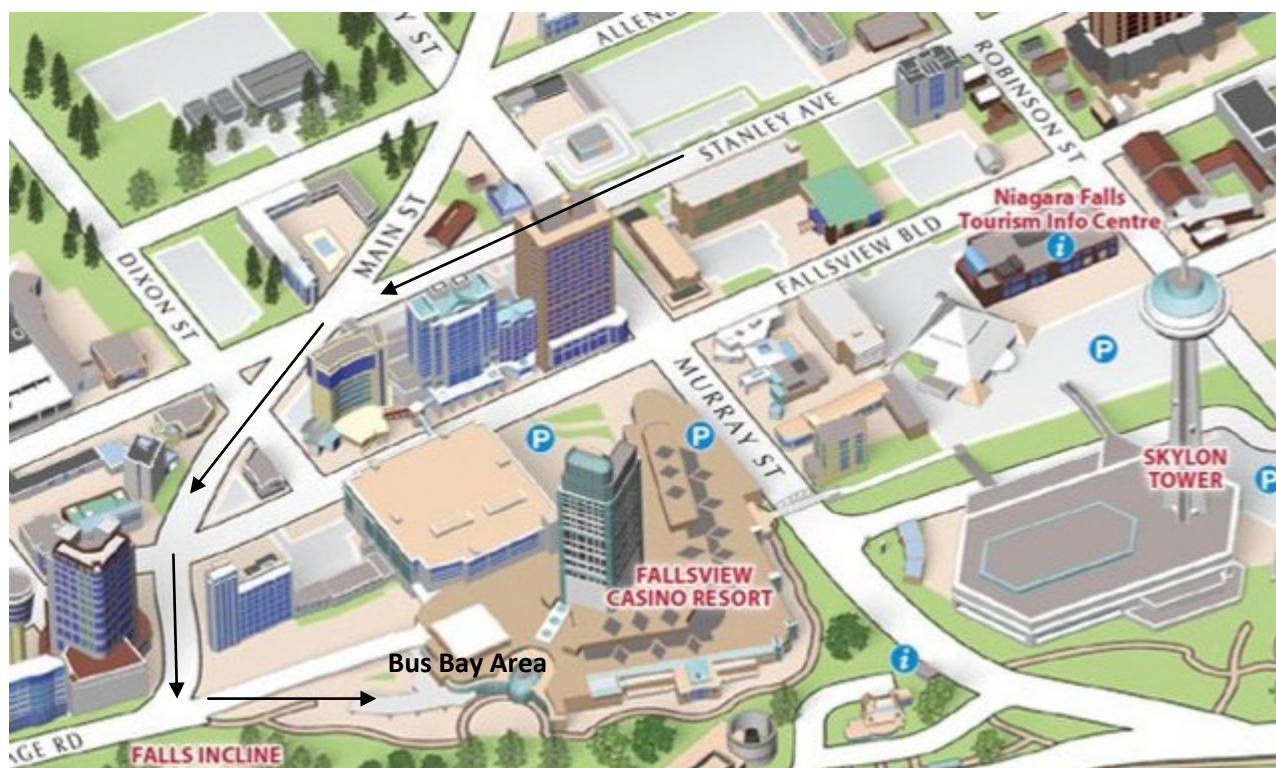 Y ST
ALLEN
ROBINSON ST
STANLEY AVE
MAIN ST
Niagara Falls
Tourism Info Centre
i
DIXON ST
FALLSVIEW BLD
P
MURRAY ST
P
P
SKYLON
TOWER
P
FALLSVIEW
CASINO RESORT
Bus Bay Area
i
AGE RD
FALLS INCLINE